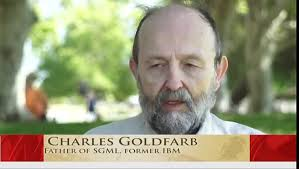 CHARLES GOLDFARB
FATHER OF SGML, FORMER IBM